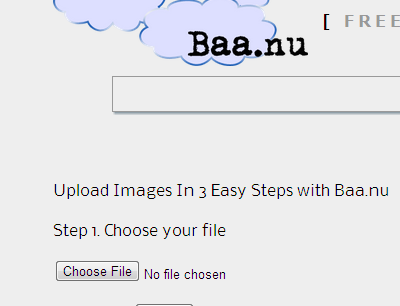 [ FREE
Baa.nu
Upload Images In 3 Easy Steps with Baa.nu
Step 1. Choose your file
Choose File No file chosen